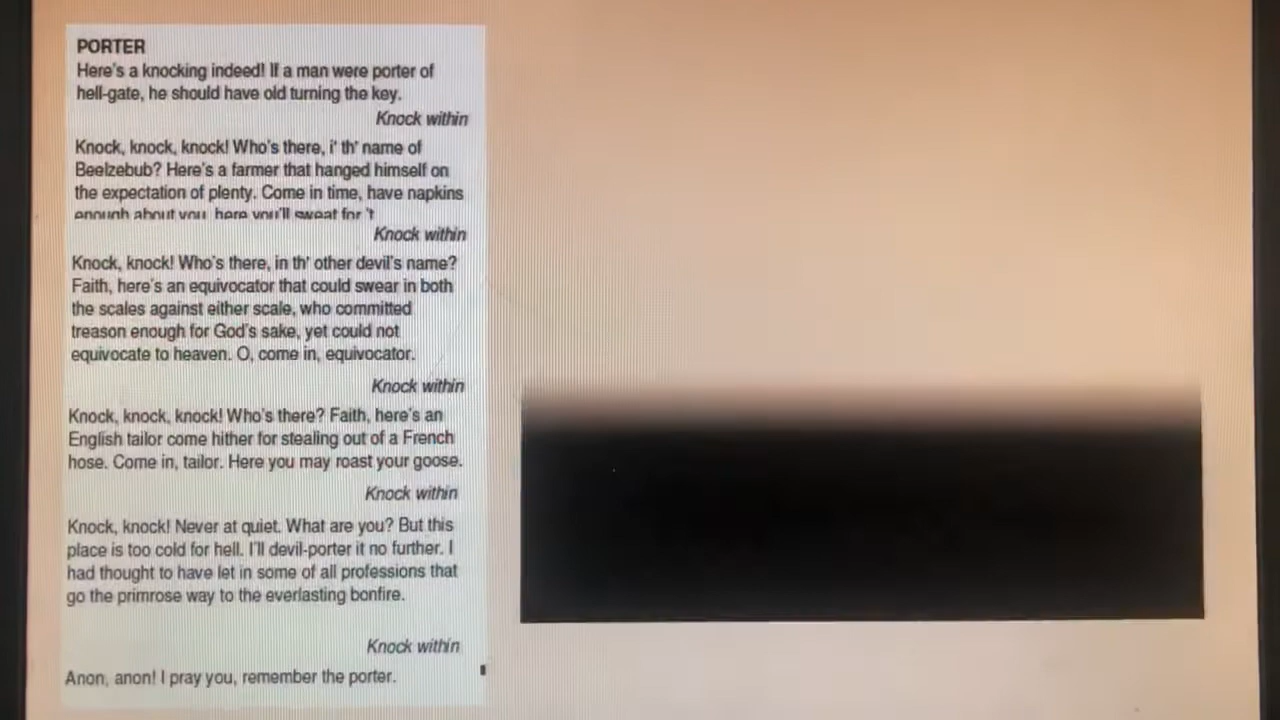 PORTER
Here's a knocking indeed! If a man were porter of
hell-gate, he should have old turning the key.
Knock within
Knock, knock, knock! Who's there, i' th' name of
Beelzebub? Here's a farmer that hanged himself on
the expectation of plenty. Come in time, have napkins
enough about you, here you'll sweat for 't
Knock within
Knock, knock! Who's there, in th' other devil's name?
Faith, here's an equivocator that could swear in both
the scales against either scale, who committed
treason enough for God's sake, yet could not
equivocate to heaven. O, come in, equivocator.
Knock within
Knock, knock, knock! Who's there? Faith, here's an
English tailor come hither for stealing out of a French
hose. Come in, tailor. Here you may roast your goose.
Knock within
Knock, knock! Never at quiet. What are you? But this
place is too cold for hell. I'll devil-porter it no further. I
had thought to have let in some of all professions that
go the primrose way to the everlasting bonfire.
Knock within
Anon, anon! I pray you, remember the porter.